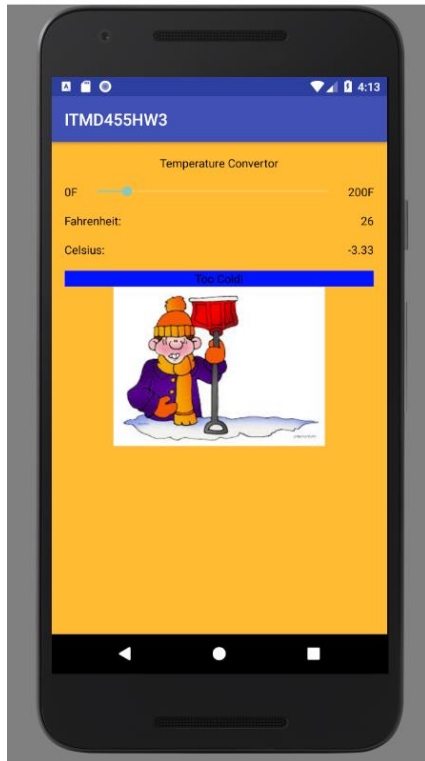 4:13
ITMD455HW3
Temperature Convertor
0F 200F
Fahrenheit: 26
Celsius: -3.33
Too Cold!